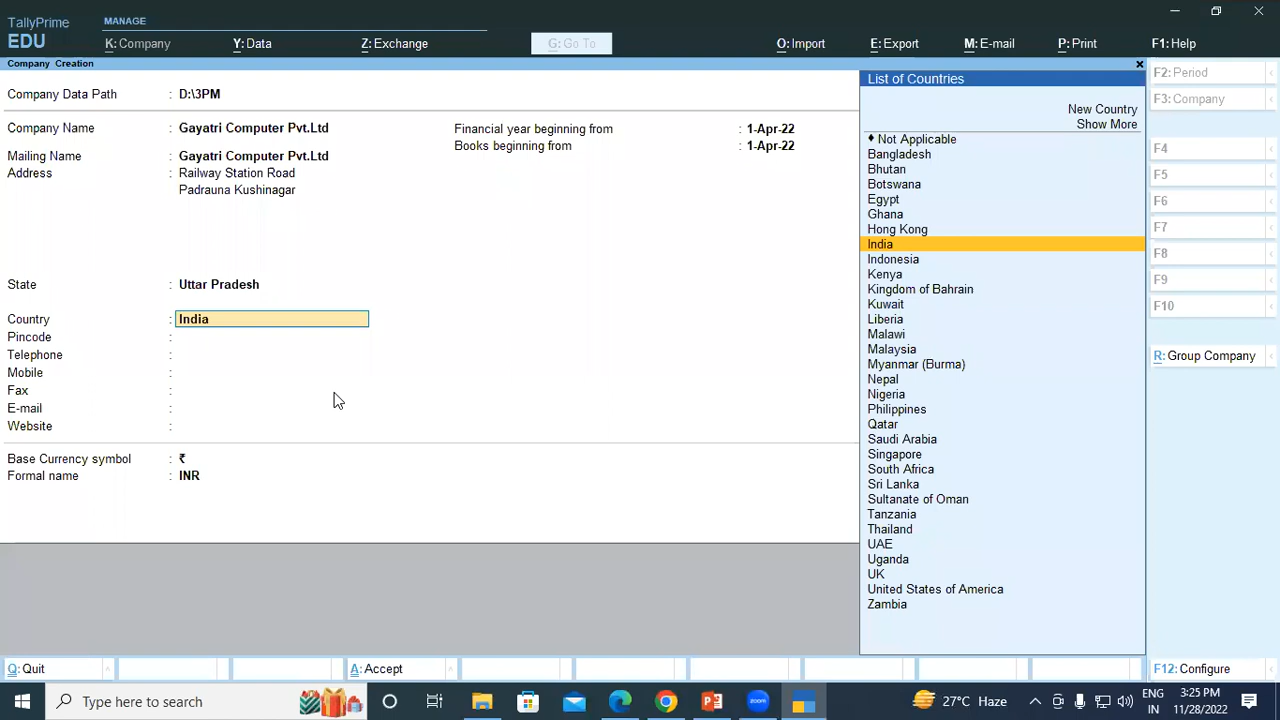 TallyPrime
EDU
MANAGE
K: Company
Y: Data
Z: Exchange
G: Go To
O: Import
E: Export
M: E-mail
P: Print
F1: Help
Company Creation
Company Data Path : D:\3PM
Company Name : Gayatri Computer Pvt.Ltd
Financial year beginning from : 1-Apr-22
Books beginning from : 1-Apr-22
Mailing Name : Gayatri Computer Pvt.Ltd
Address : Railway Station Road
Padrauna Kushinagar
State : Uttar Pradesh
Country : India
Pincode :
Telephone :
Mobile :
Fax :
E-mail :
Website :
Base Currency symbol : ₹
Formal name : INR
List of Countries
New Country
Show More
♦ Not Applicable
Bangladesh
Bhutan
Botswana
Egypt
Ghana
Hong Kong
India
Indonesia
Kenya
Kingdom of Bahrain
Kuwait
Liberia
Malawi
Malaysia
Myanmar (Burma)
Nepal
Nigeria
Philippines
Qatar
Saudi Arabia
Singapore
South Africa
Sri Lanka
Sultanate of Oman
Tanzania
Thailand
UAE
Uganda
UK
United States of America
Zambia
F2: Period
F3: Company
F4
F5
F6
F7
F8
F9
F10
R: Group Company
F12: Configure
Q: Quit
A: Accept
Type here to search
zoom
27°C Haze
ENG
IN
3:25 PM
11/28/2022